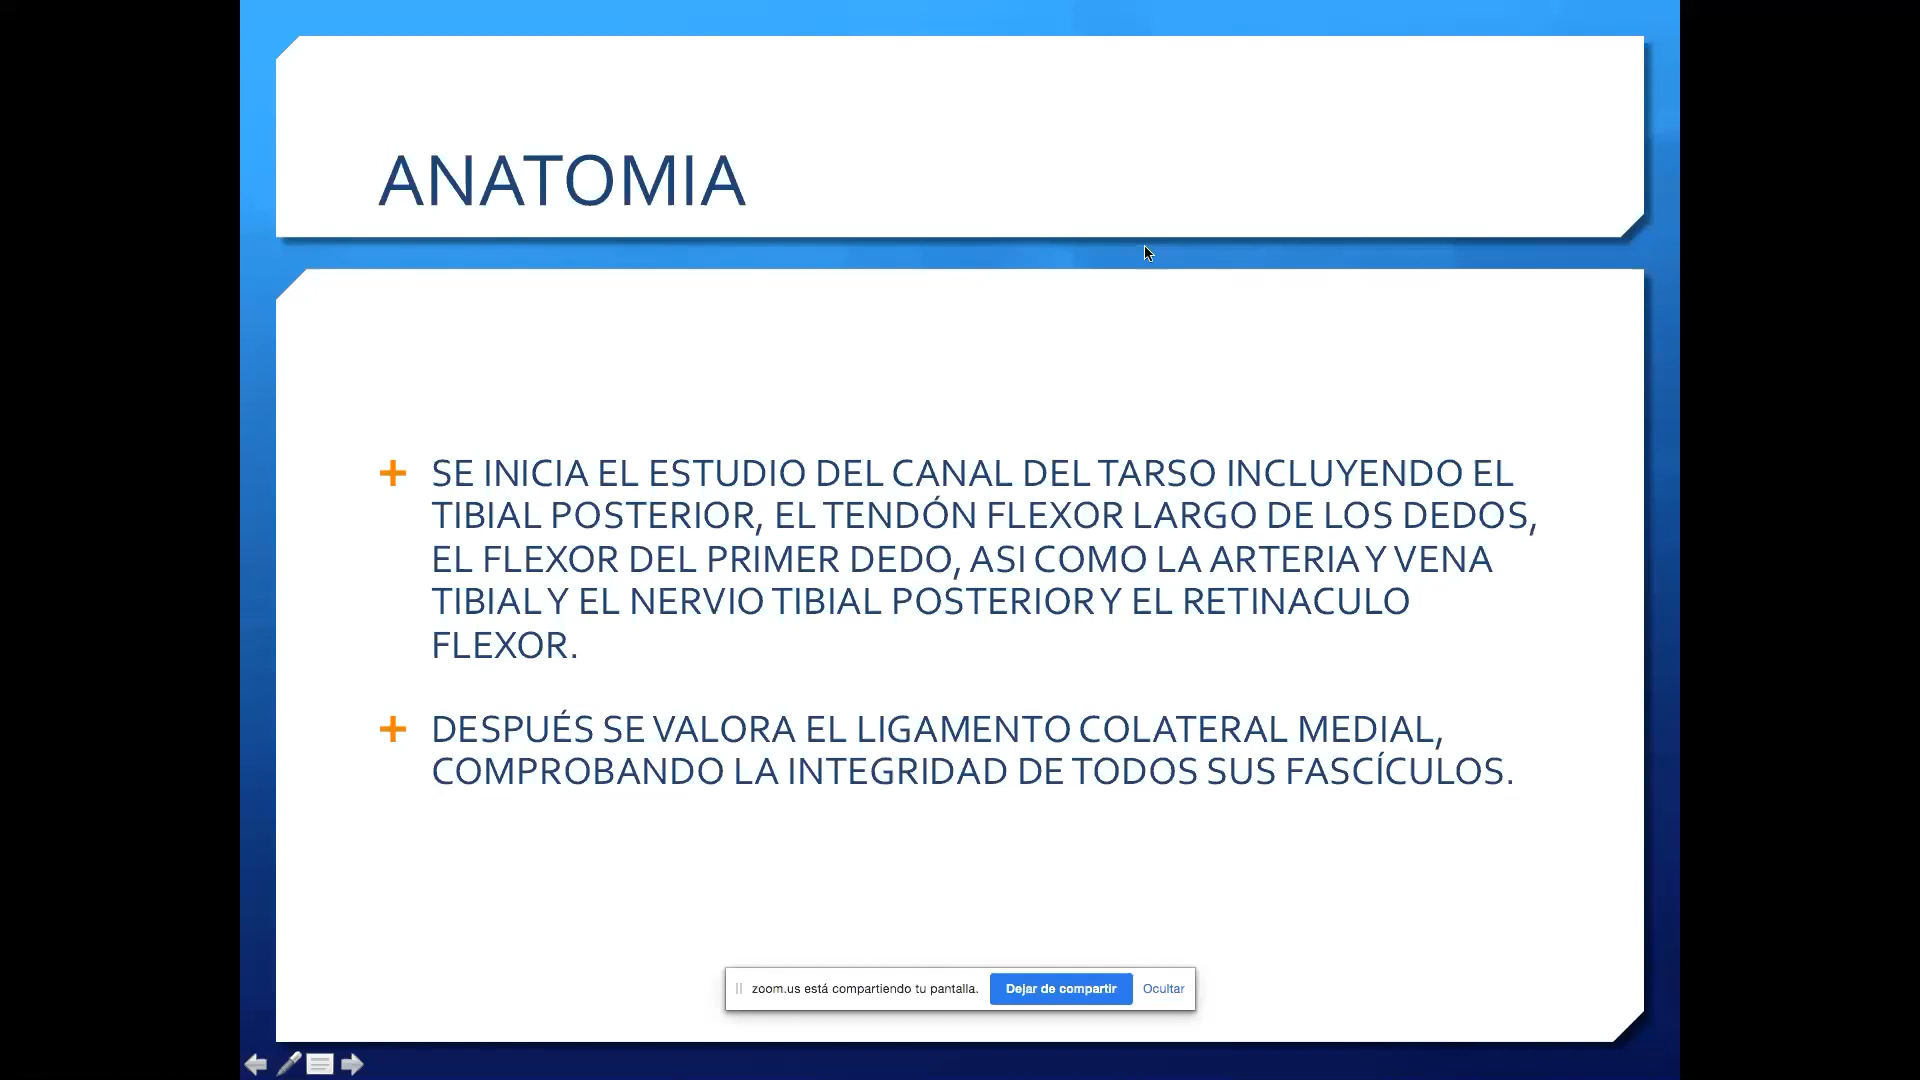 ANATOMIA
SE INICIA EL ESTUDIO DEL CANAL DEL TARSO INCLUYENDO EL
TIBIAL POSTERIOR, EL TENDÓN FLEXOR LARGO DE LOS DEDOS,
EL FLEXOR DEL PRIMER DEDO, ASI COMO LA ARTERIA Y VENA
TIBIAL Y EL NERVIO TIBIAL POSTERIOR Y EL RETINACULO
FLEXOR.
DESPUÉS SE VALORA EL LIGAMENTO COLATERAL MEDIAL,
COMPROBANDO LA INTEGRIDAD DE TODOS SUS FASCÍCULOS.
zoom.us está compartiendo tu pantalla. Dejar de compartir Ocultar